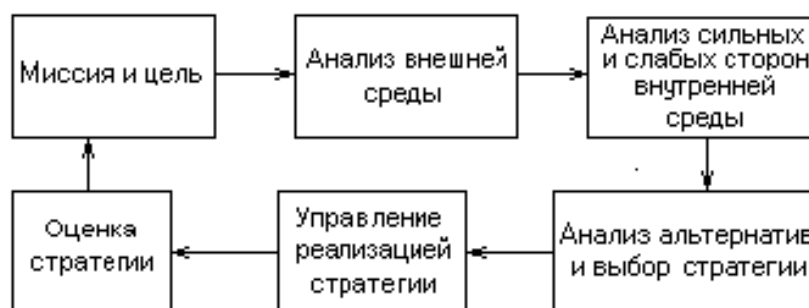 Миссия и цель
Анализ внешней
среды
Анализ сильных
и слабых сторон
внутренней
среды
Оценка
стратегии
Управление
реализацией
стратегии
Анализ альтернатив
и выбор стратегии